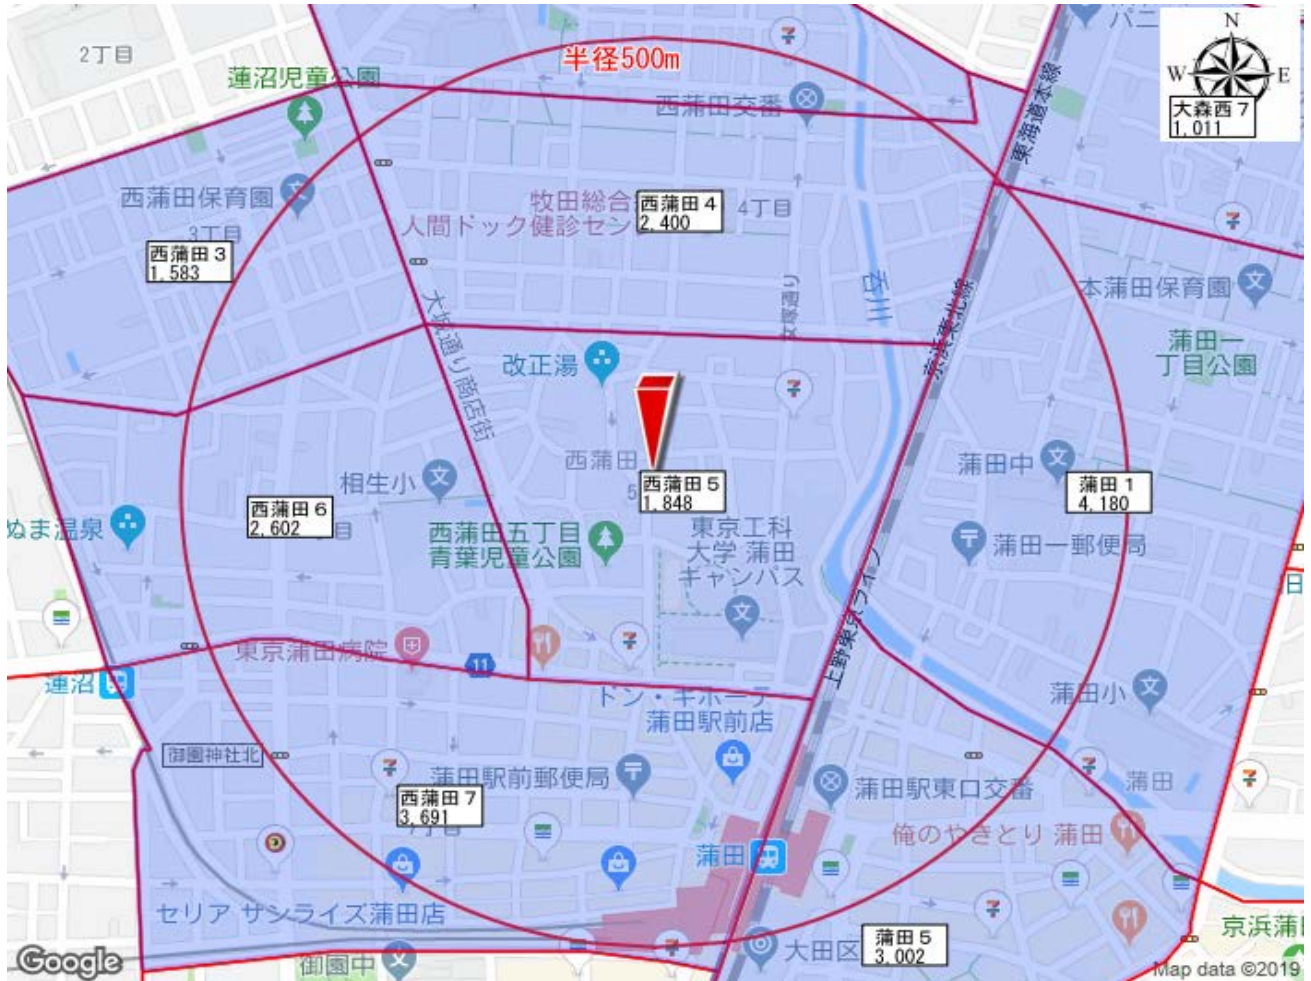 パニ
N
W E
大森西７
1,011
2丁目
半径500m
蓮沼児童公園
西蒲田交番
東海道本線
西蒲田保育園
牧田総合
人間ドック健診セン
西蒲田４
2,400
4丁目
3丁目
西蒲田３
1,583
呑川
女塚通り
京浜東北線
本蒲田保育園
蒲田一
丁目公園
大城通り商店街
改正湯
西蒲田
5
西蒲田５
1,848
相生小
西蒲田６
2,602
目
蒲田中
蒲田１
4,180
ぬま温泉
西蒲田五丁目
青葉児童公園
東京工科
大学 蒲田
キャンパス
蒲田一郵便局
日
上野東京ライン
東京蒲田病院
11
蓮沼
ドン・キホーテ
蒲田駅前店
蒲田小
御園神社北
蒲田駅前郵便局
蒲田駅東口交番
蒲田
西蒲田７
3,691
7丁目
俺のやきとり 蒲田
蒲田
セリア サンライズ蒲田店
大田区
蒲田５
3,002
京浜蒲田
御園中
Google
Map data ©2019